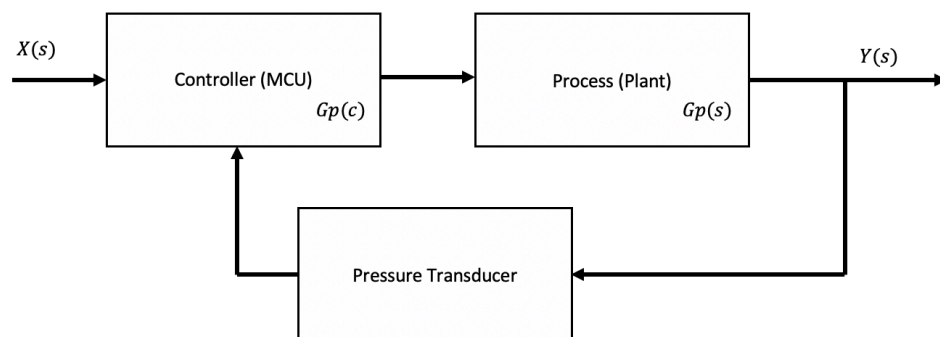 X(s)
Controller (MCU)
Gp(c)
Process (Plant)
Gp(s)
Y(s)
Pressure Transducer